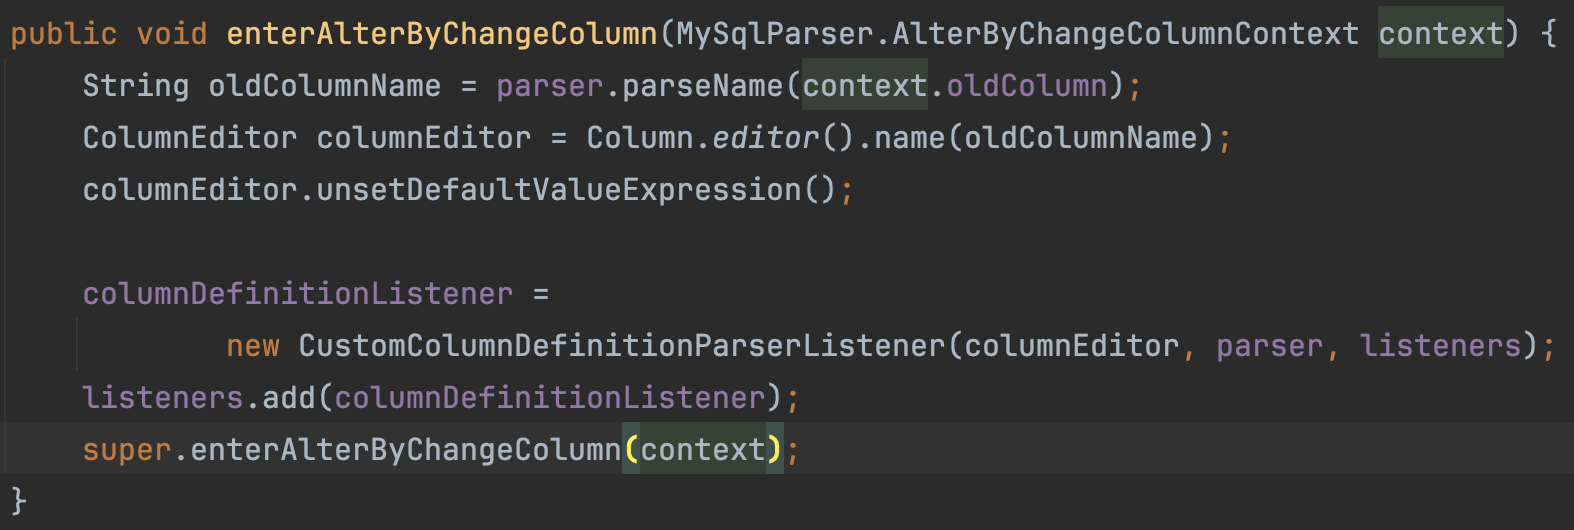 public void enterAlterByChangeColumn(MySqlParser.AlterByChangeColumnContext context) {
    String oldColumnName = parser.parseName(context.oldColumn);
    ColumnEditor columnEditor = Column.editor().name(oldColumnName);
    columnEditor.unsetDefaultValueExpression();

    columnDefinitionListener =
            new CustomColumnDefinitionParserListener(columnEditor, parser, listeners);
    listeners.add(columnDefinitionListener);
    super.enterAlterByChangeColumn(context);
}